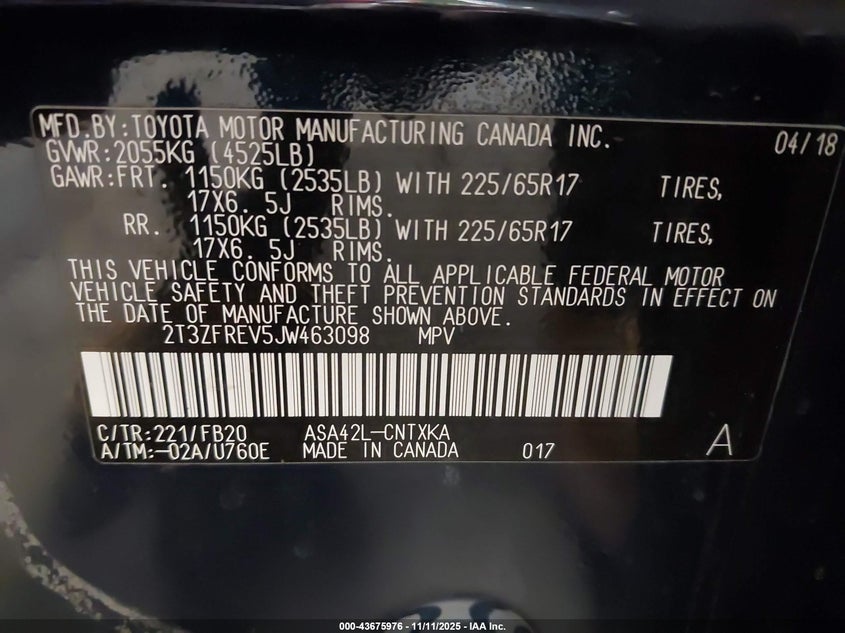 MFD.BY:TOYOTA MOTOR MANUFACTURING CANADA INC. 04/18
GVWR:2055KG (4525LB)
GAWR:FRT. 1150KG (2535LB) WITH 225/65R17 TIRES,
17X6. 5J RIMS.
RR. 1150KG (2535LB) WITH 225/65R17 TIRES,
17X6. 5J RIMS.
THIS VEHICLE CONFORMS TO ALL APPLICABLE FEDERAL MOTOR
VEHICLE SAFETY AND THEFT PREVENTION STANDARDS IN EFFECT ON
THE DATE OF MANUFACTURE SHOWN ABOVE.
2T3ZFREV5JW463098 MPV
C/TR:221/FB20 ASA42L-CNTXKA
A/TM:-02A/U760E MADE IN CANADA 017 A
000-43675976 - 11/11/2025 - IAA Inc.